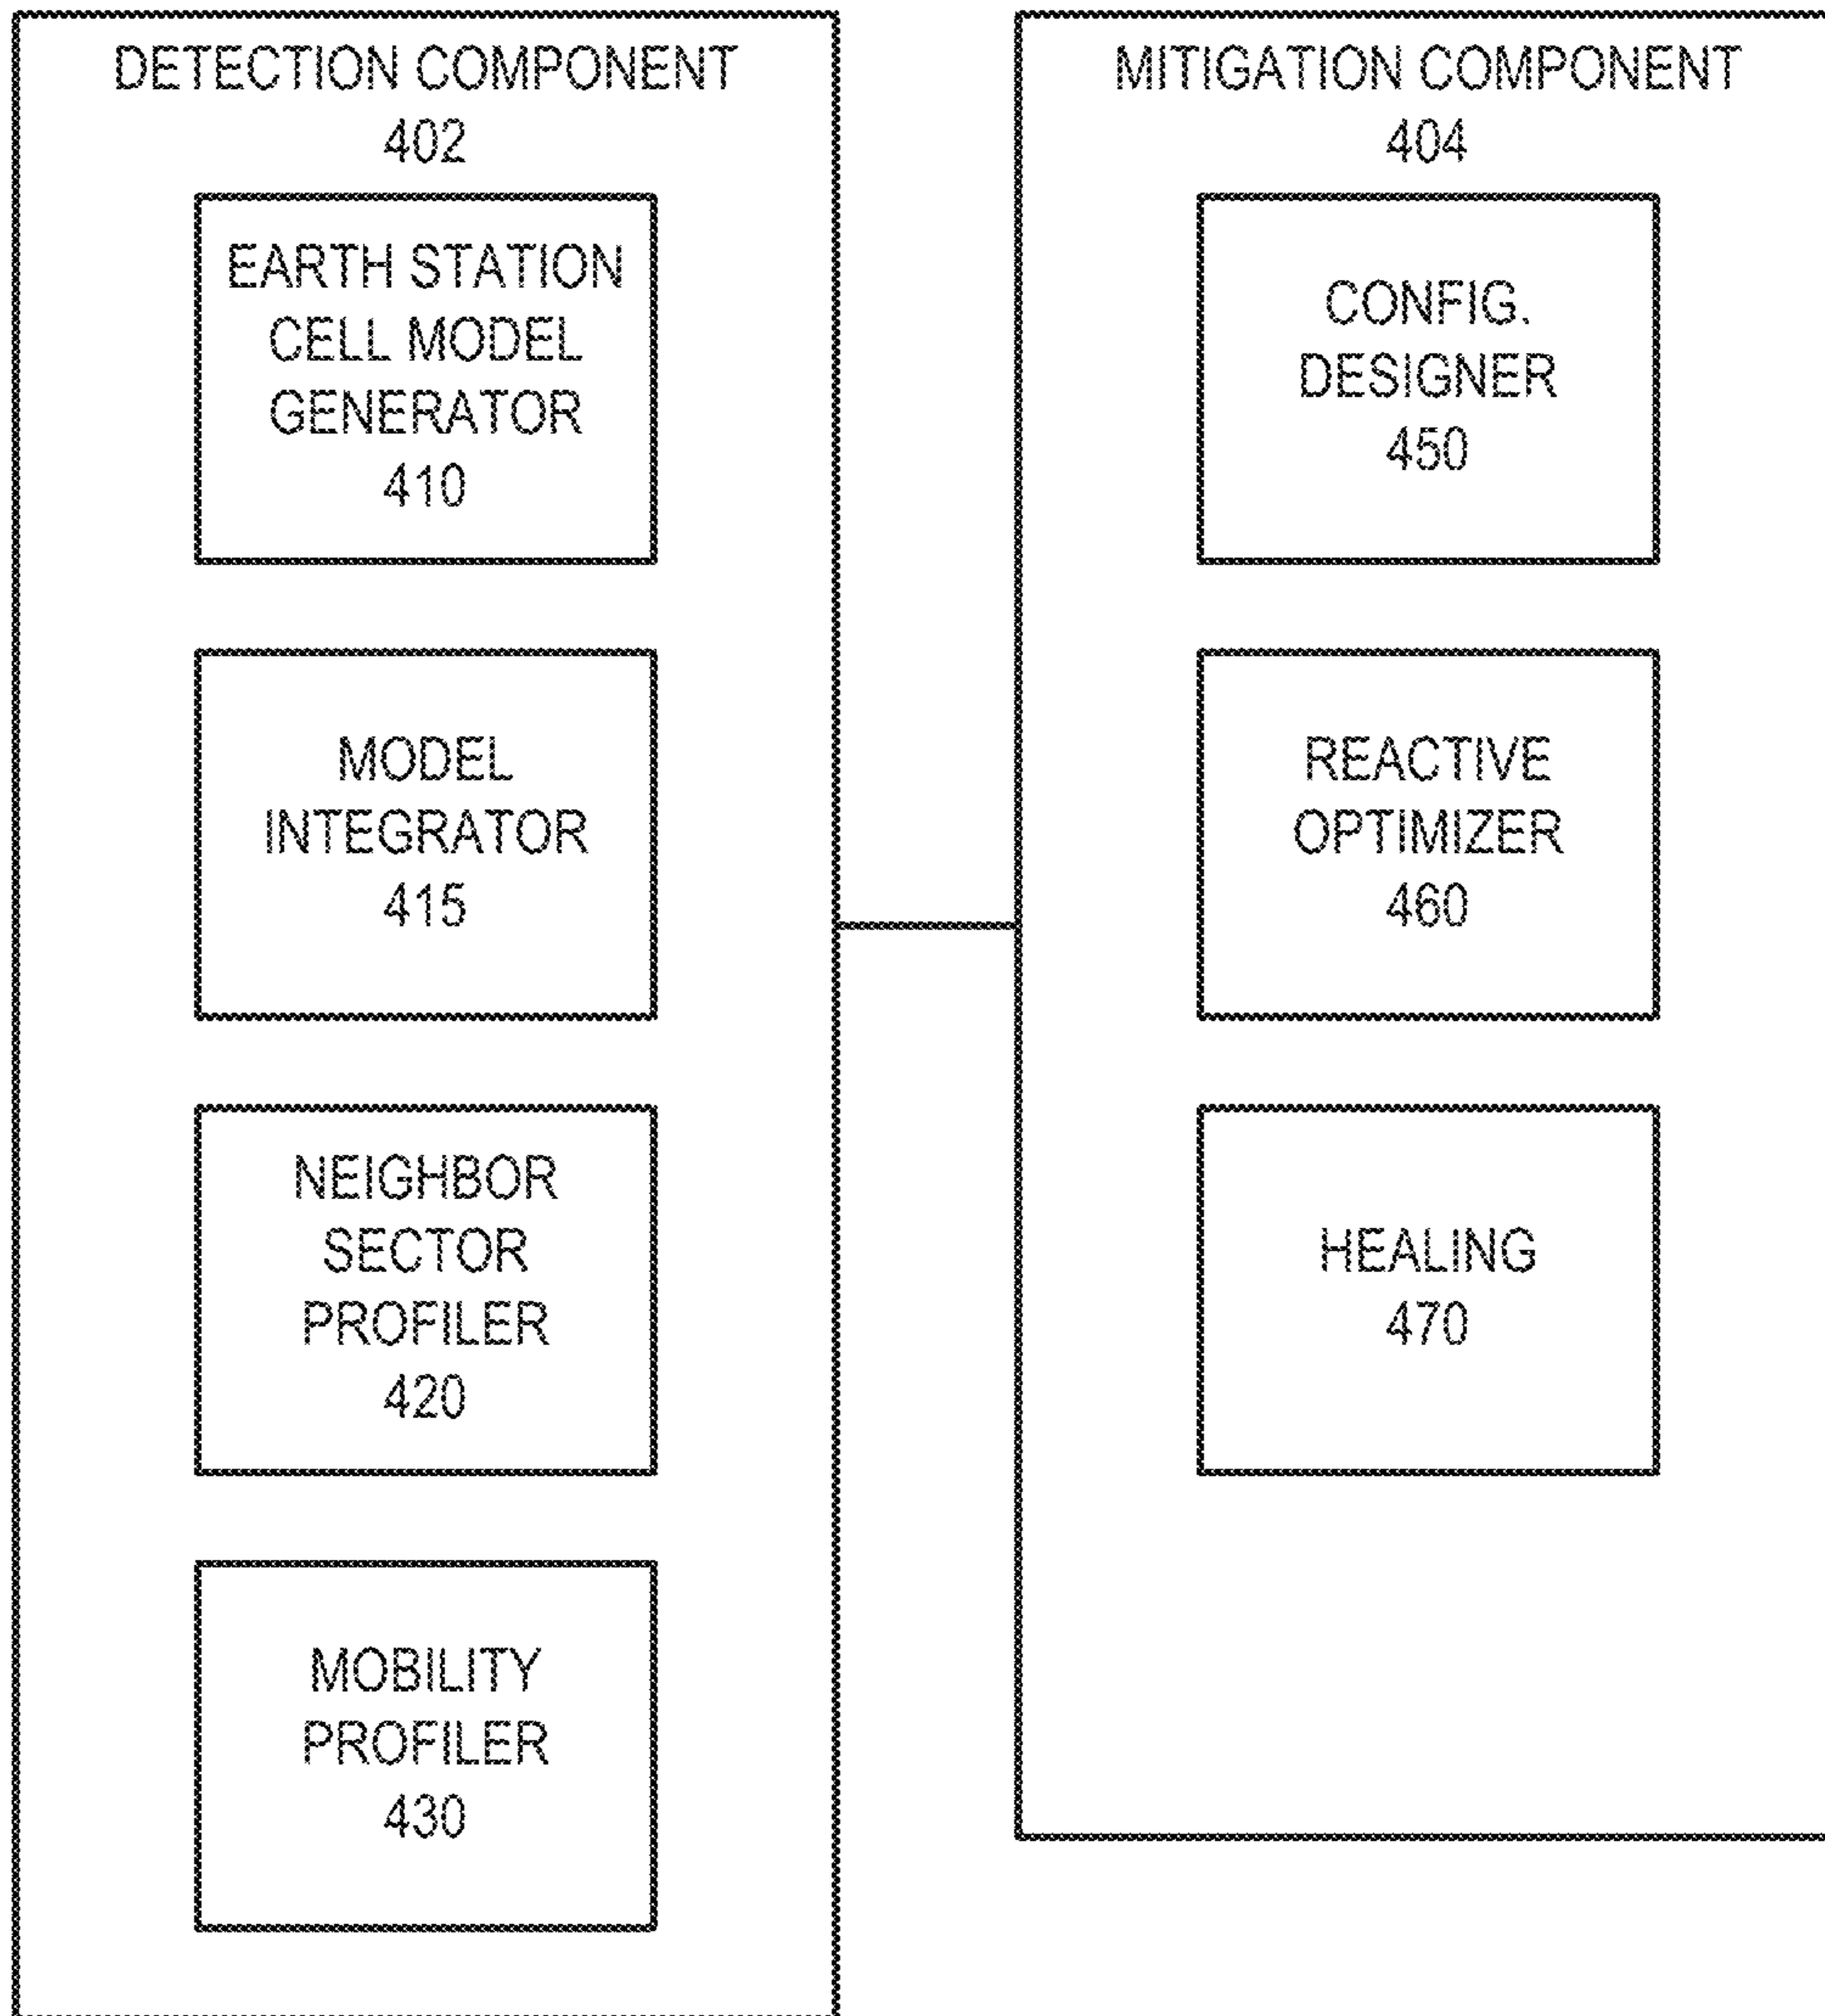 DETECTION COMPONENT
402
EARTH STATION
CELL MODEL
GENERATOR
410
MODEL
INTEGRATOR
415
NEIGHBOR
SECTOR
PROFILER
420
MOBILITY
PROFILER
430
MITIGATION COMPONENT
404
CONFIG.
DESIGNER
450
REACTIVE
OPTIMIZER
460
HEALING
470